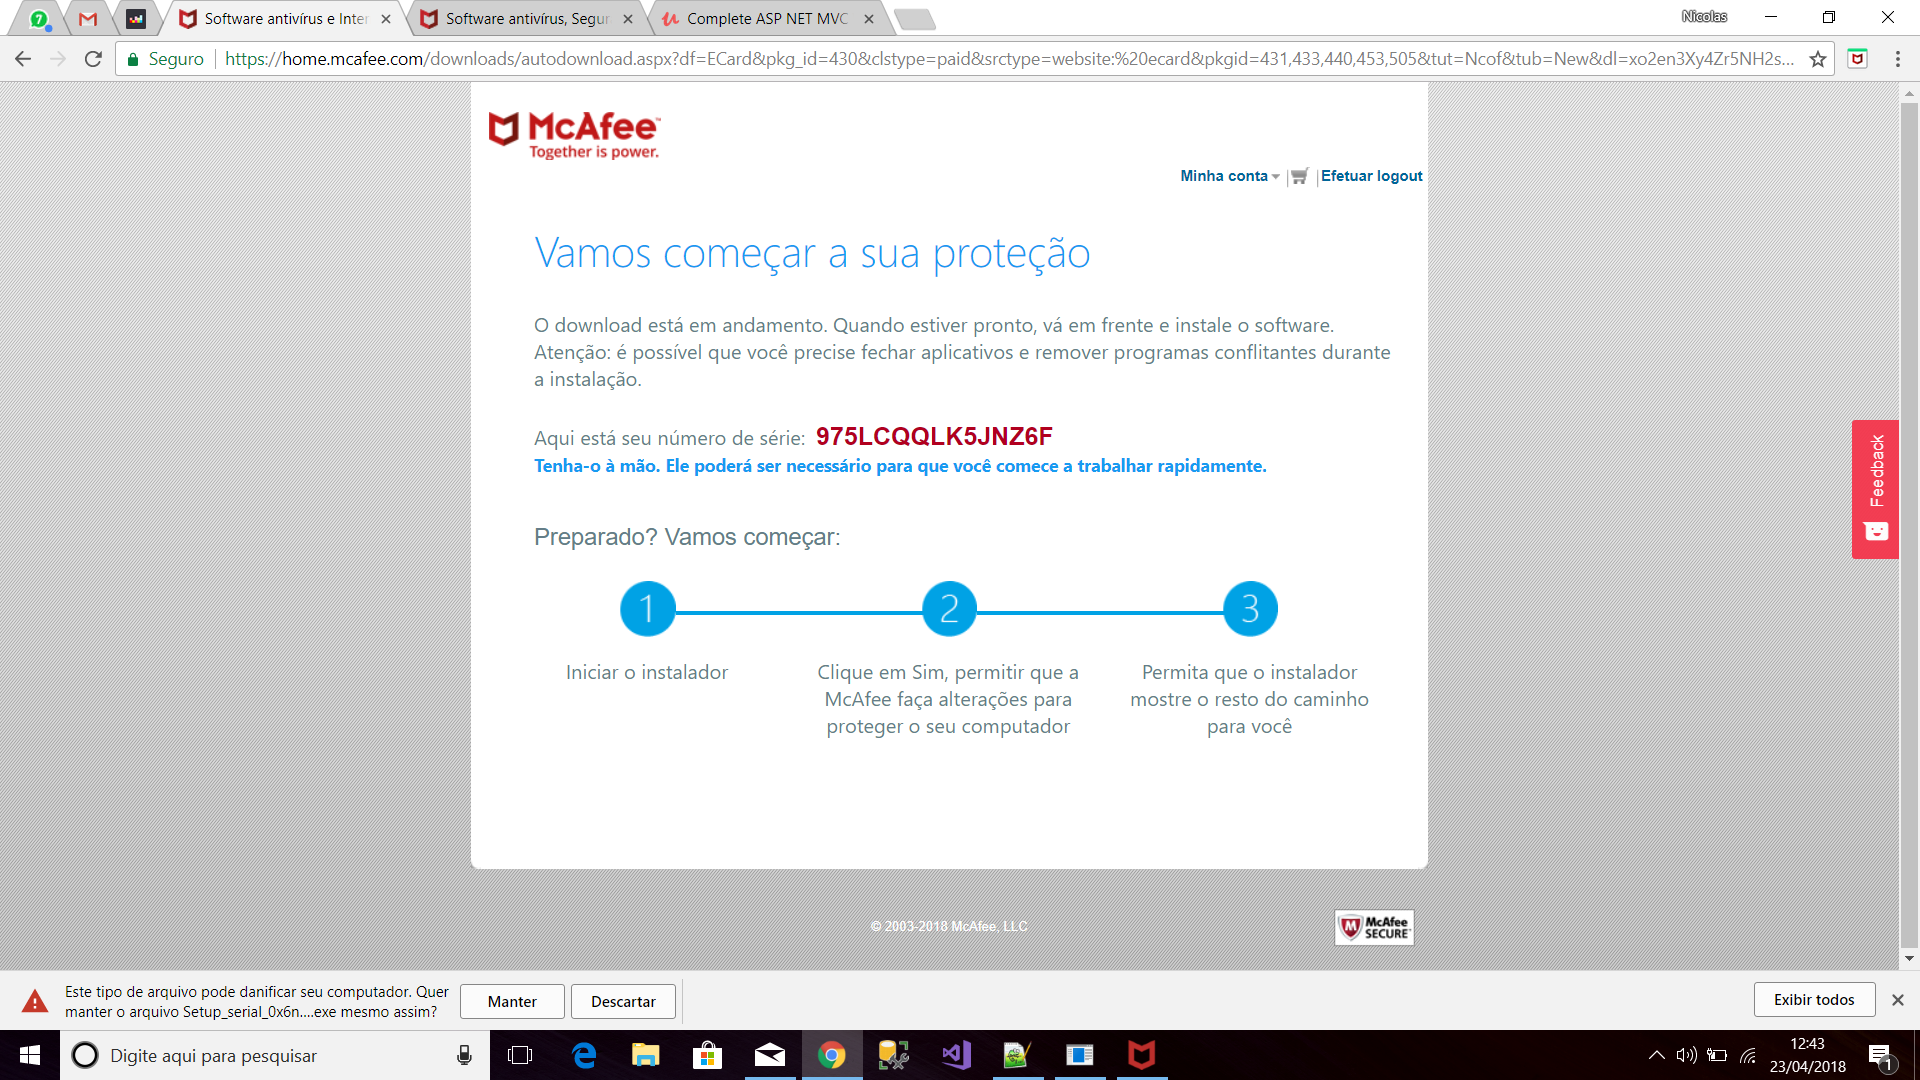 Software antivírus e Inter
Software antivírus, Segur
Complete ASP NET MVC
Nicolas
Seguro
https://home.mcafee.com/downloads/autodownload.aspx?df=ECard&pkg_id=430&clstype=paid&srctype=website:%20ecard&pkgid=431,433,440,453,505&tut=Ncof&tub=New&dl=xo2en3Xy4Zr5NH2s...
McAfee™
Together is power.
Minha conta
Efetuar logout
Vamos começar a sua proteção
O download está em andamento. Quando estiver pronto, vá em frente e instale o software.
Atenção: é possível que você precise fechar aplicativos e remover programas conflitantes durante
a instalação.
Aqui está seu número de série: 975LCQQLK5JNZ6F
Tenha-o à mão. Ele poderá ser necessário para que você comece a trabalhar rapidamente.
Feedback
Preparado? Vamos começar:
1
2
3
Iniciar o instalador
Clique em Sim, permitir que a
McAfee faça alterações para
proteger o seu computador
Permita que o instalador
mostre o resto do caminho
para você
© 2003-2018 McAfee, LLC
McAfee
SECURE
Este tipo de arquivo pode danificar seu computador. Quer
manter o arquivo Setup_serial_0x6n....exe mesmo assim?
Manter
Descartar
Exibir todos
Digite aqui para pesquisar
12:43
23/04/2018
1